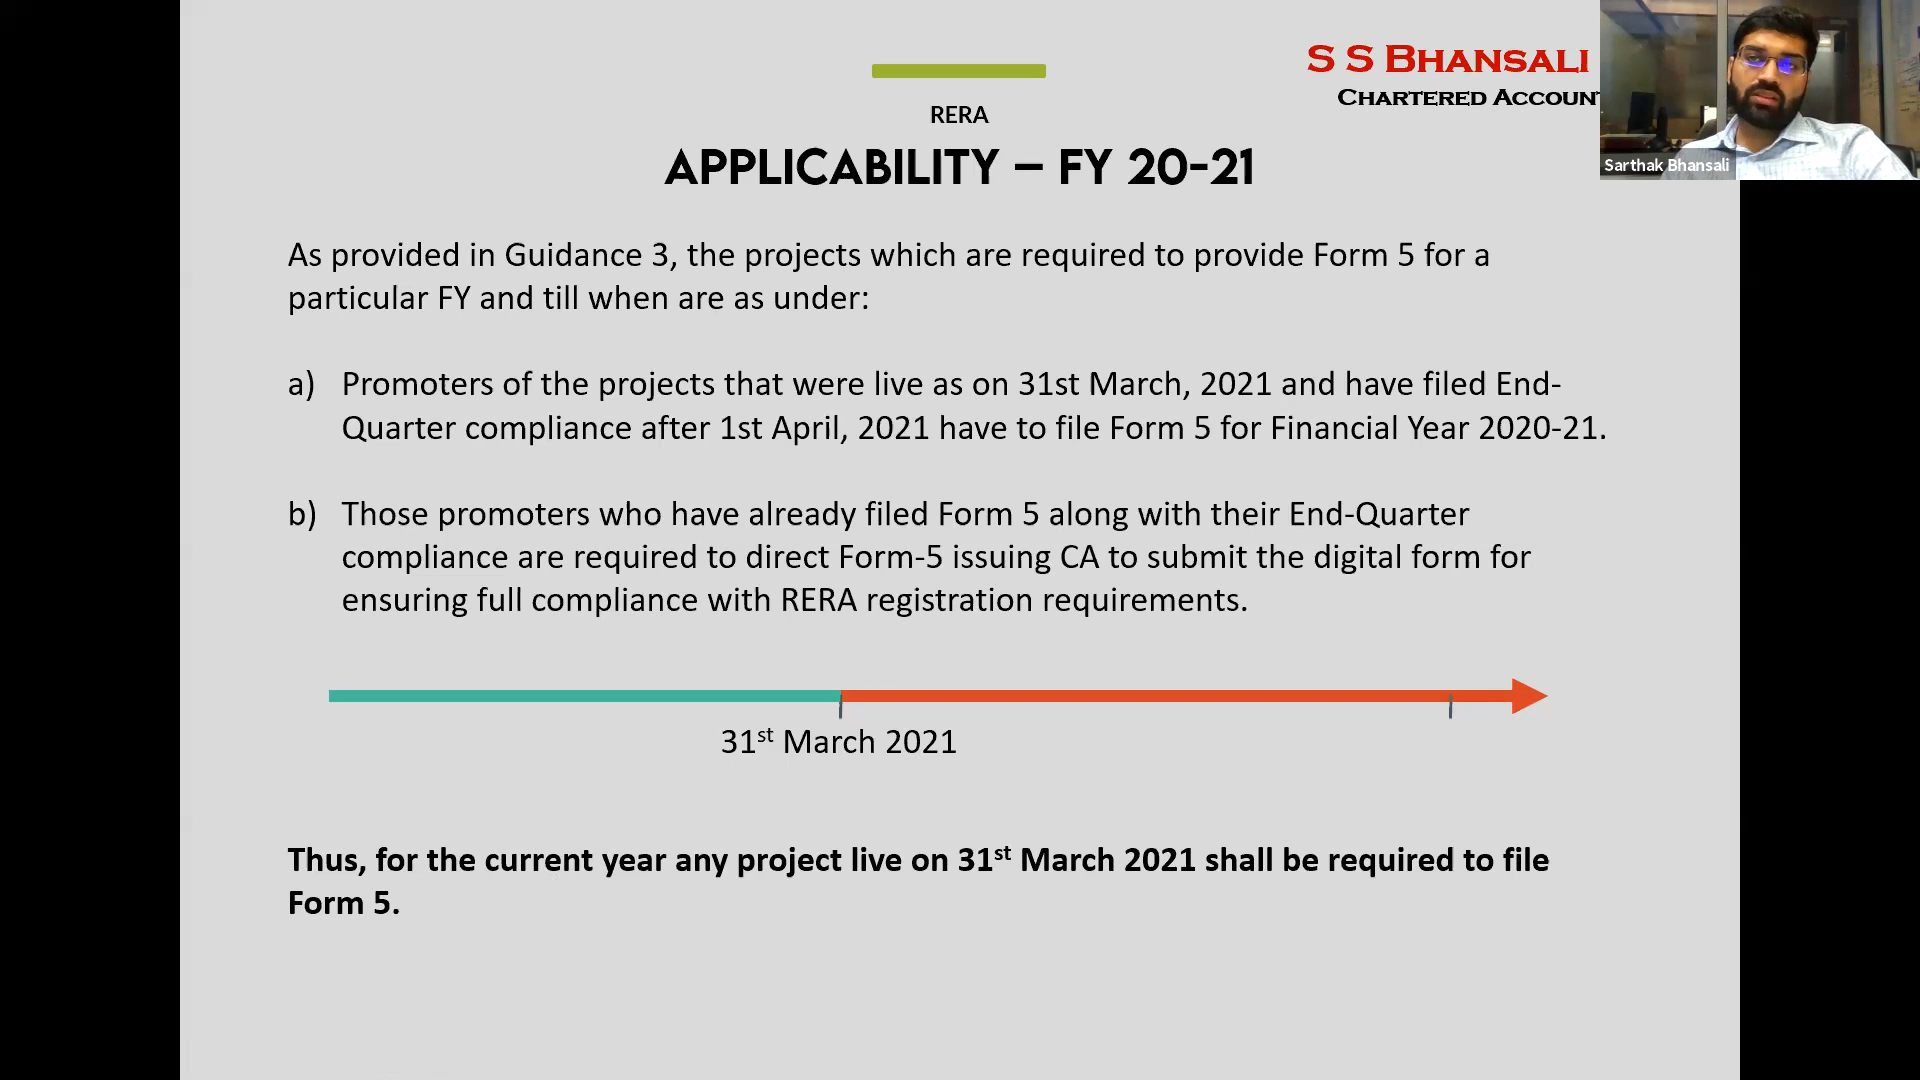 S S BHANSALI
CHARTERED ACCOUN
Sarthak Bhansali
RERA
APPLICABILITY – FY 20-21
As provided in Guidance 3, the projects which are required to provide Form 5 for a
particular FY and till when are as under:
a) Promoters of the projects that were live as on 31st March, 2021 and have filed End-
Quarter compliance after 1st April, 2021 have to file Form 5 for Financial Year 2020-21.
b) Those promoters who have already filed Form 5 along with their End-Quarter
compliance are required to direct Form-5 issuing CA to submit the digital form for
ensuring full compliance with RERA registration requirements.
31st March 2021
Thus, for the current year any project live on 31st March 2021 shall be required to file
Form 5.